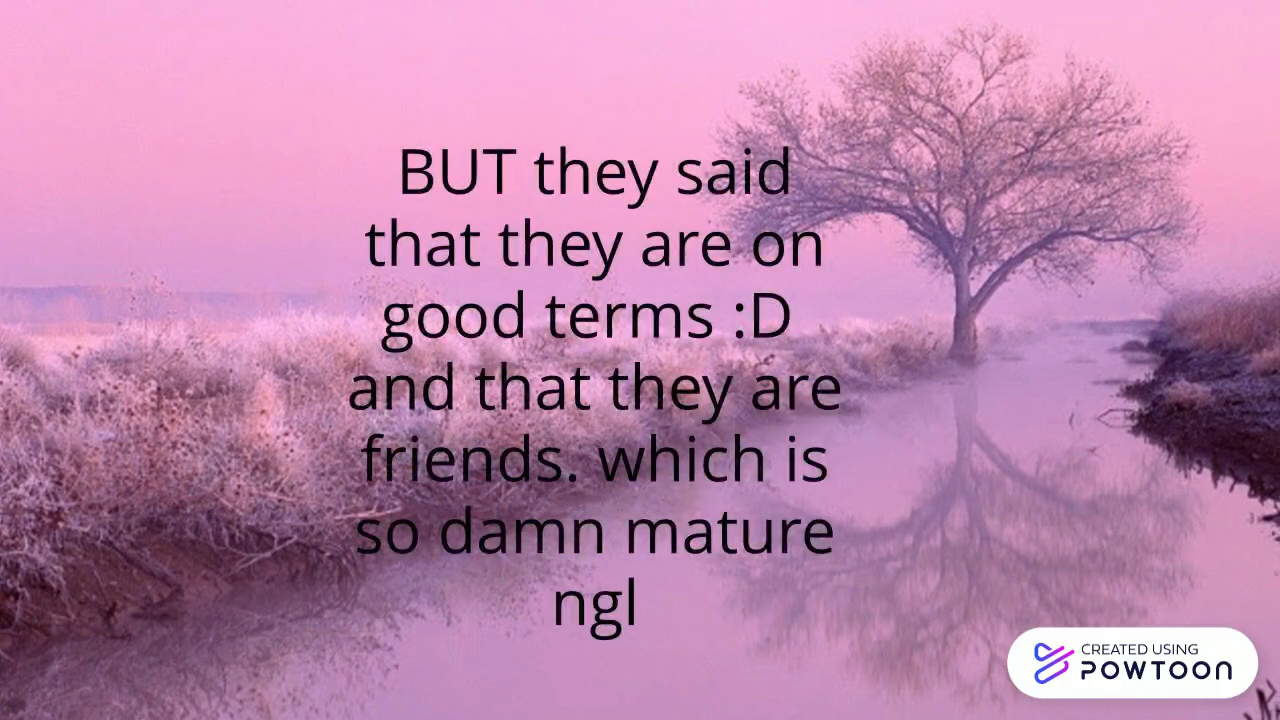 BUT they said
that they are on
good terms :D
and that they are
friends. which is
so damn mature
ngl
CREATED USING
POWTOON